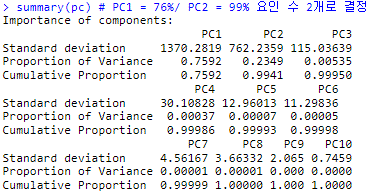 > summary(pc) # PC1 = 76%/ PC2 = 99% 요인 수 2개로 결정
Importance of components:
                             PC1      PC2       PC3
Standard deviation     1370.2819 762.2359 115.03639
Proportion of Variance    0.7592   0.2349   0.00535
Cumulative Proportion     0.7592   0.9941   0.99950
                            PC4      PC5      PC6
Standard deviation     30.10828 12.96013 11.29836
Proportion of Variance  0.00037  0.00007  0.00005
Cumulative Proportion   0.99986  0.99993  0.99998
                           PC7     PC8   PC9   PC10
Standard deviation     4.56167 3.66332 2.065 0.7459
Proportion of Variance 0.00001 0.00001 0.000 0.0000
Cumulative Proportion  0.99999 1.00000 1.000 1.0000